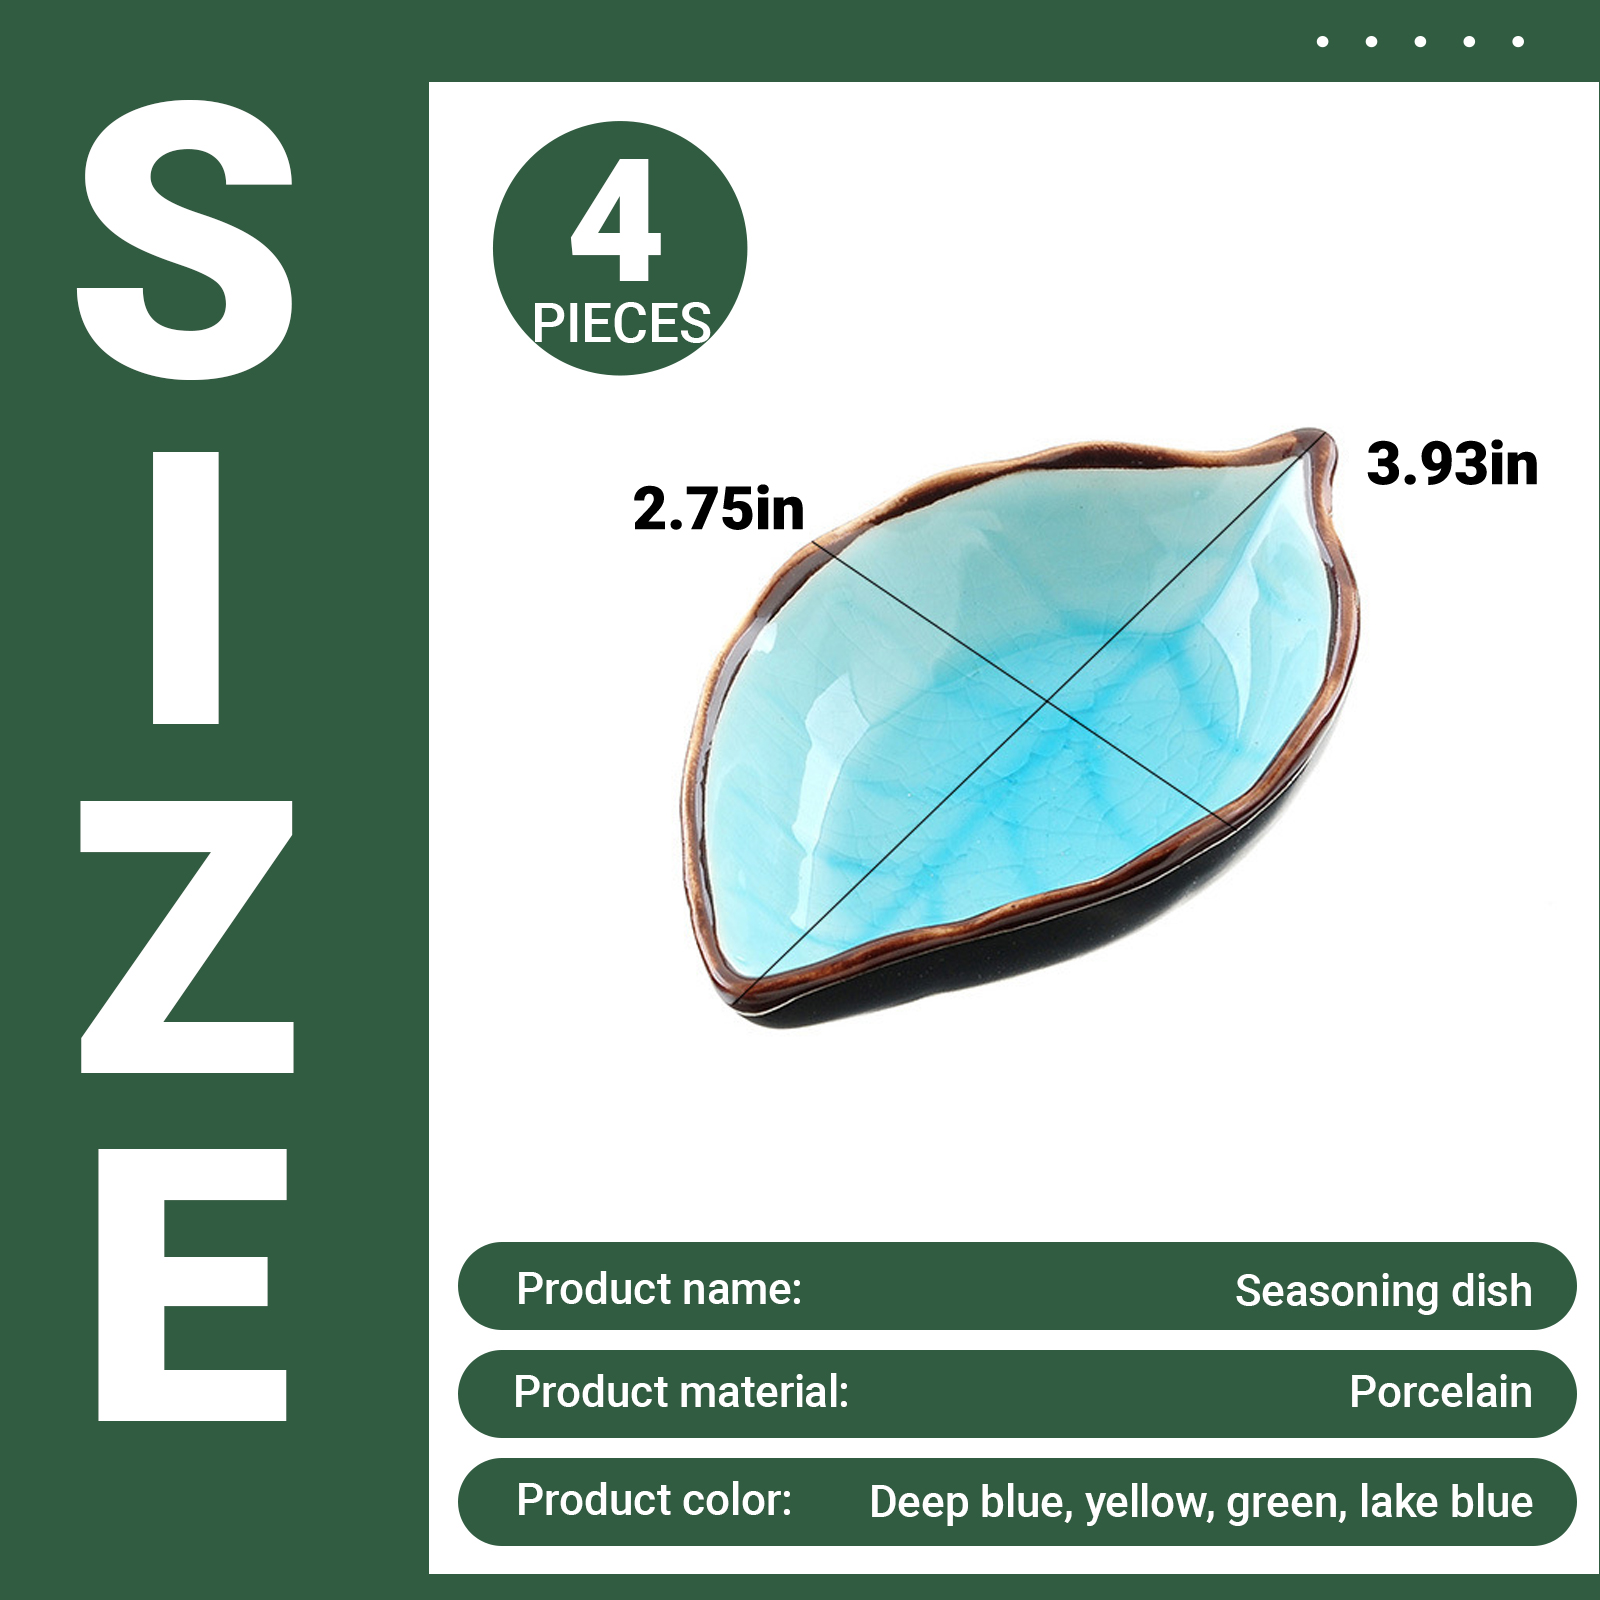 SIZE
4
PIECES
2.75in
3.93in
Product name: Seasoning dish
Product material: Porcelain
Product color: Deep blue, yellow, green, lake blue